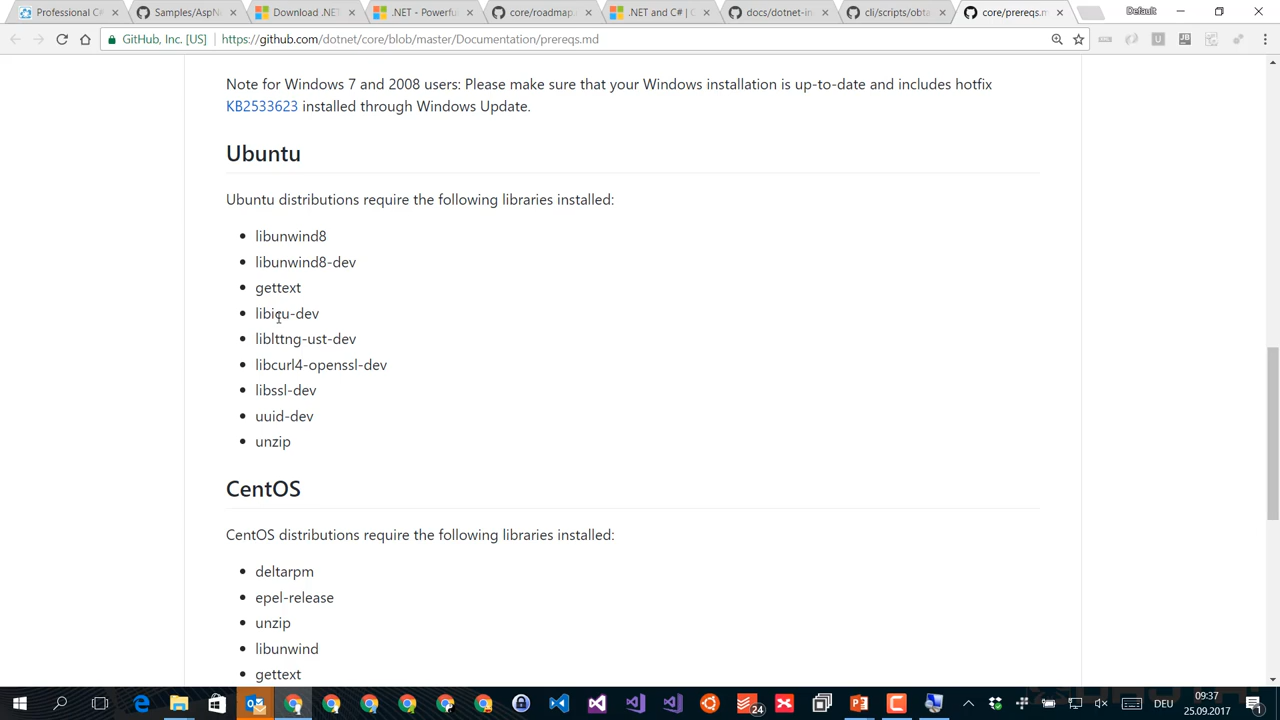 Professional C#
Samples/AspN
Download .NET
.NET - Powerfu
core/roadmap.
.NET and C# |
docs/dotnet-in
cli/scripts/obta
core/prereqs.
Default
GitHub, Inc. [US]
https://github.com/dotnet/core/blob/master/Documentation/prereqs.md
Note for Windows 7 and 2008 users: Please make sure that your Windows installation is up-to-date and includes hotfix
KB2533623 installed through Windows Update.
Ubuntu
Ubuntu distributions require the following libraries installed:
libunwind8
libunwind8-dev
gettext
libicu-dev
liblttng-ust-dev
libcurl4-openssl-dev
libssl-dev
uuid-dev
unzip
CentOS
CentOS distributions require the following libraries installed:
deltarpm
epel-release
unzip
libunwind
gettext
24
DEU
09:37
25.09.2017
1